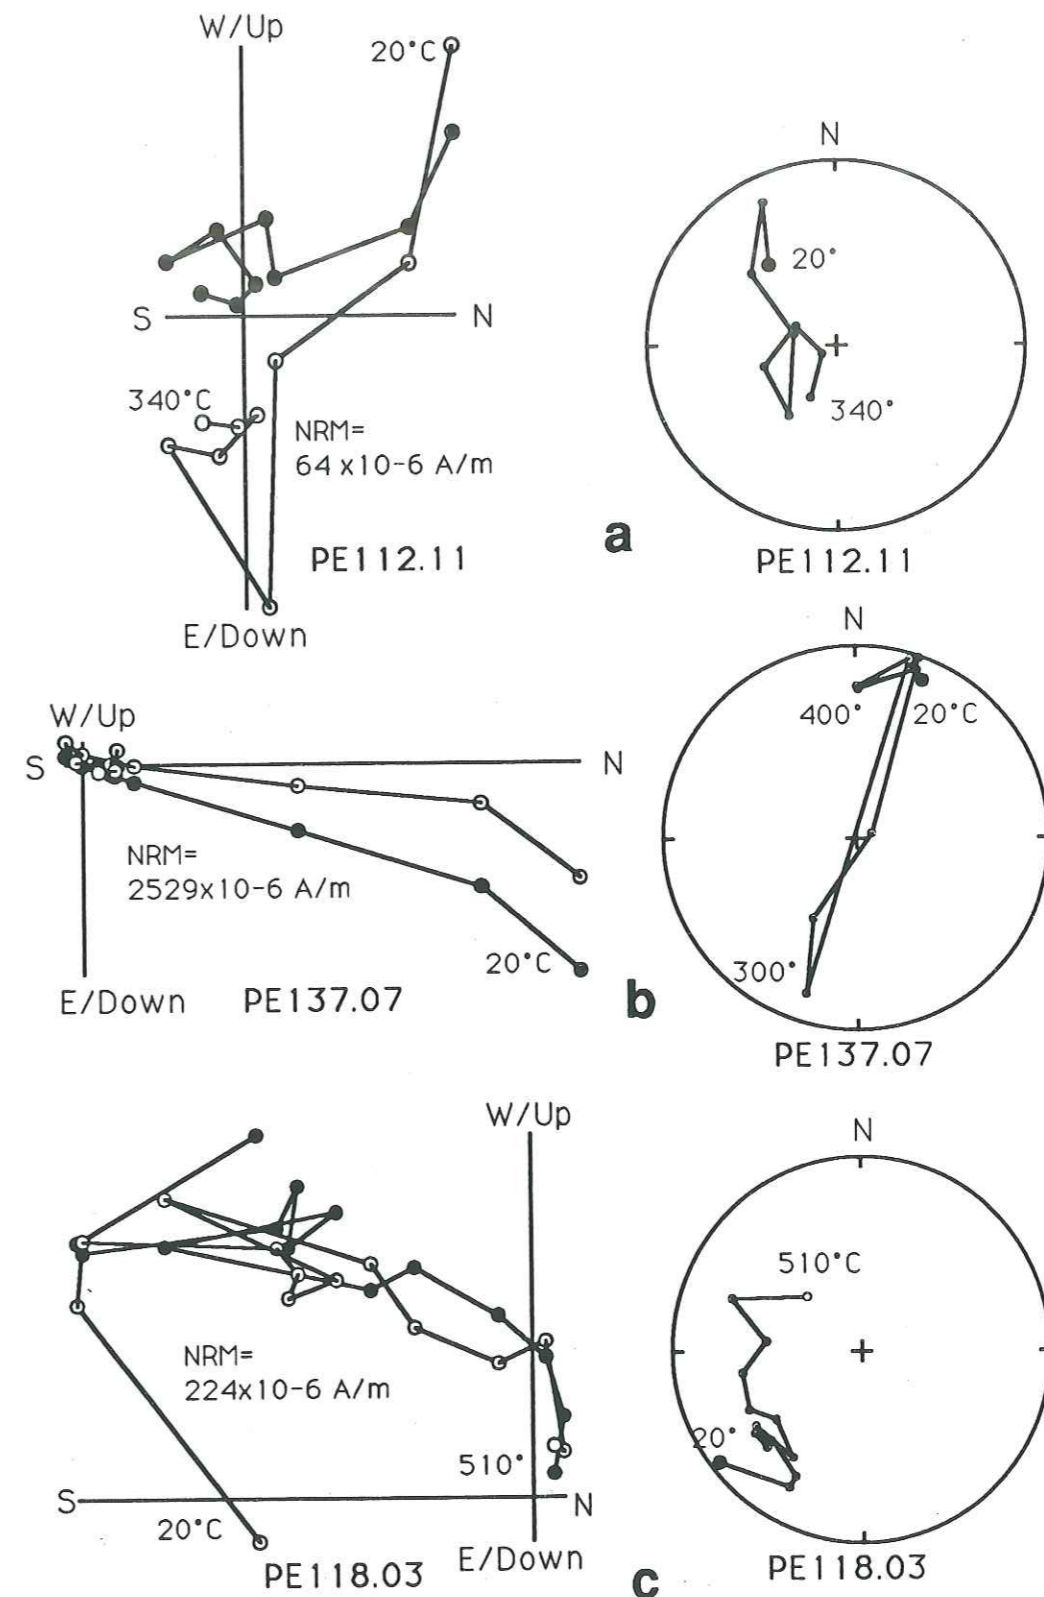 W/Up
20°C
S
N
340°C
NRM=
64 x10-6 A/m
PE112.11
E/Down
N
20°
340°
PE112.11
a
W/Up
S
N
NRM=
2529x10-6 A/m
20°C
E/Down
PE137.07
N
400°
20°C
300°
PE137.07
b
W/Up
NRM=
224x10-6 A/m
510°
S
N
20°C
E/Down
PE118.03
N
510°C
20°
PE118.03
c